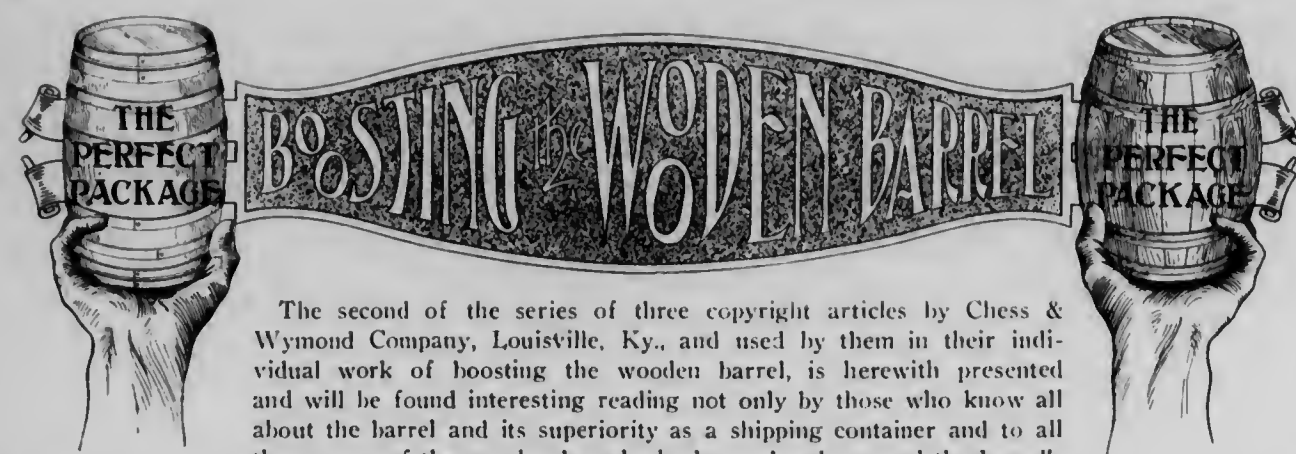 THE
PERFECT
PACKAGE
BOOSTING the WOODEN BARREL
THE
PERFECT
PACKAGE
The second of the series of three copyright articles by Chess &
Wymond Company, Louisville, Ky., and used by them in their indi-
vidual work of boosting the wooden barrel, is herewith presented
and will be found interesting reading not only by those who know all
about the barrel and its superiority as a shipping container and to all